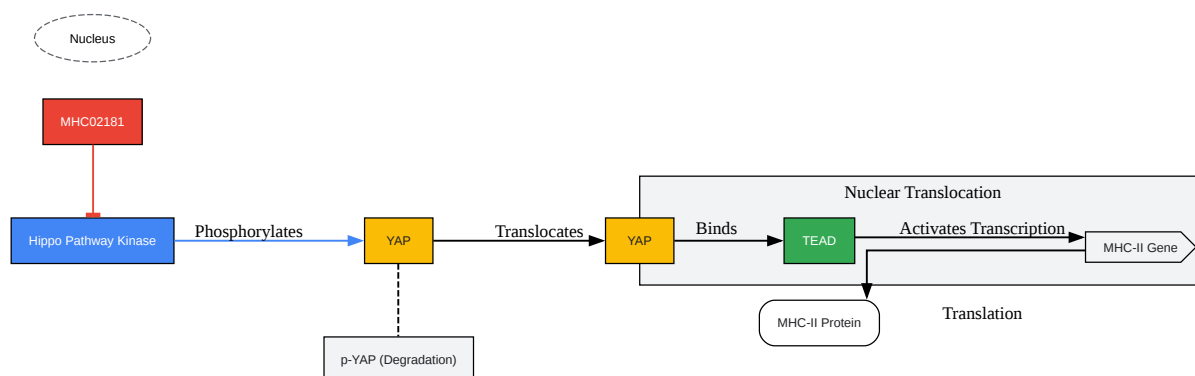 Nucleus
MHC02181
Nuclear Translocation
Hippo Pathway Kinase
Phosphorylates
YAP
Translocates
YAP
Binds
TEAD
Activates Transcription
MHC-II Gene
MHC-II Protein
Translation
p-YAP (Degradation)